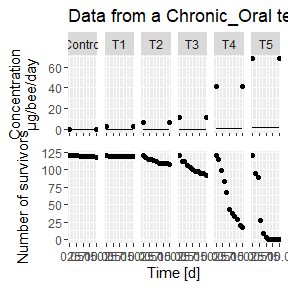 Data from a Chronic_Oral te
Control T1 T2 T3 T4 T5
Concentration
µg/bee/day
60
40
20
0
Number of survivors
125
100
75
50
25
0
Time [d]